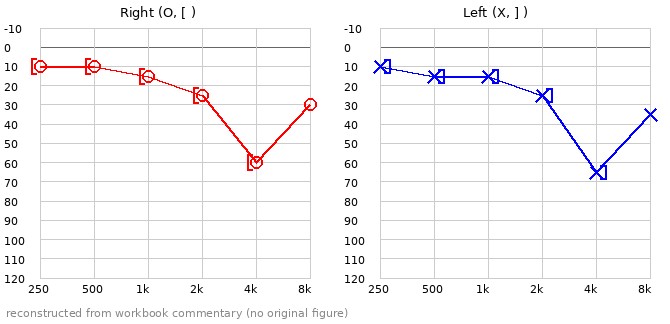 Right (O, [ )
Left (X, ] )
-10
0
10
20
30
40
50
60
70
80
90
100
110
120
250
500
1k
2k
4k
8k
-10
0
10
20
30
40
50
60
70
80
90
100
110
120
250
500
1k
2k
4k
8k
reconstructed from workbook commentary (no original figure)